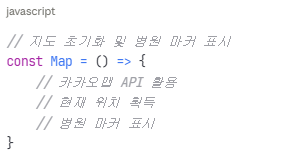 javascript
// 지도 초기화 및 병원 마커 표시
const Map = () => {
    // 카카오맵 API 활용
    // 현재 위치 획득
    // 병원 마커 표시
}